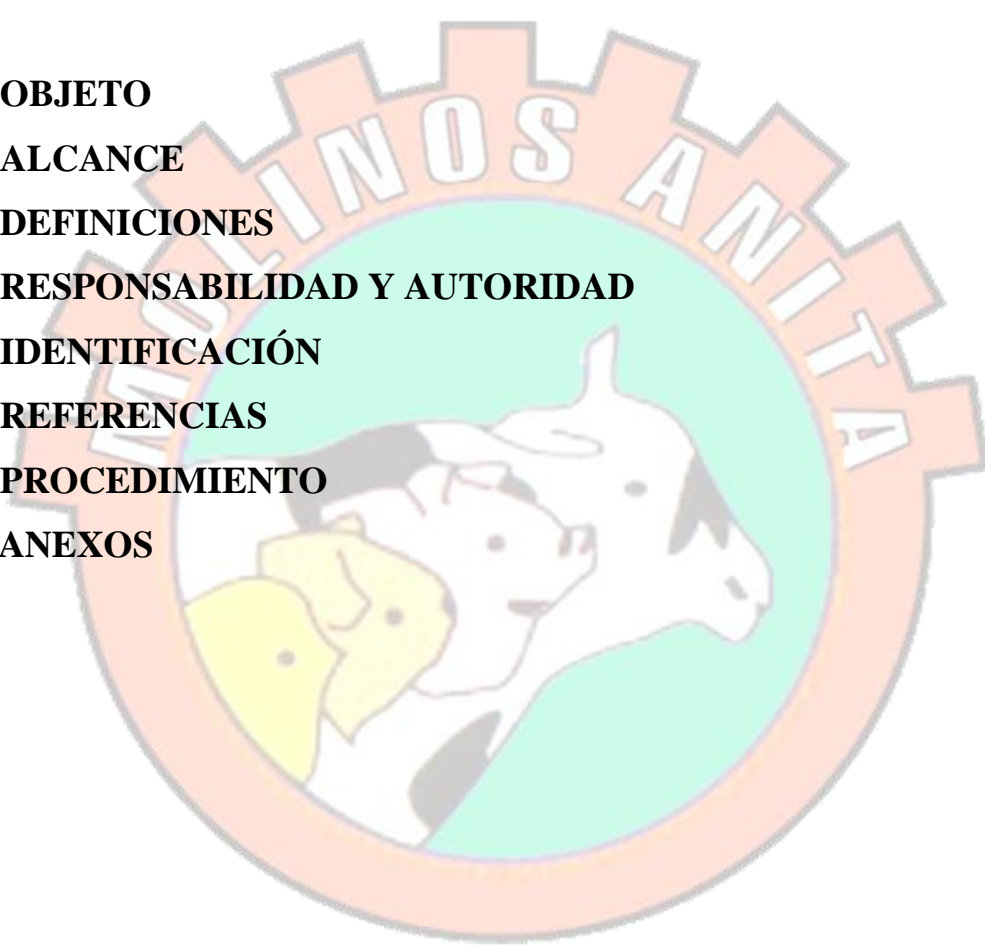 OBJETO
ALCANCE
DEFINICIONES
RESPONSABILIDAD Y AUTORIDAD
IDENTIFICACIÓN
REFERENCIAS
PROCEDIMIENTO
ANEXOS
MOLINOS ANITA